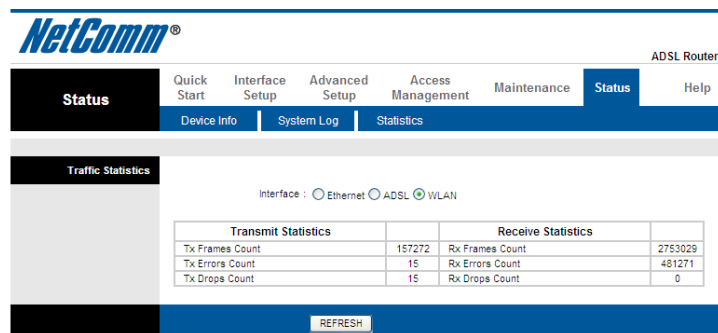 NetComm®
ADSL Router
Status
Quick Start
Interface Setup
Advanced Setup
Access Management
Maintenance
Status
Help
Device Info
System Log
Statistics
Traffic Statistics
Interface : Ethernet ADSL WLAN
Transmit Statistics Receive Statistics
Tx Frames Count 157272 Rx Frames Count 2753029
Tx Errors Count 15 Rx Errors Count 481271
Tx Drops Count 15 Rx Drops Count 0
REFRESH